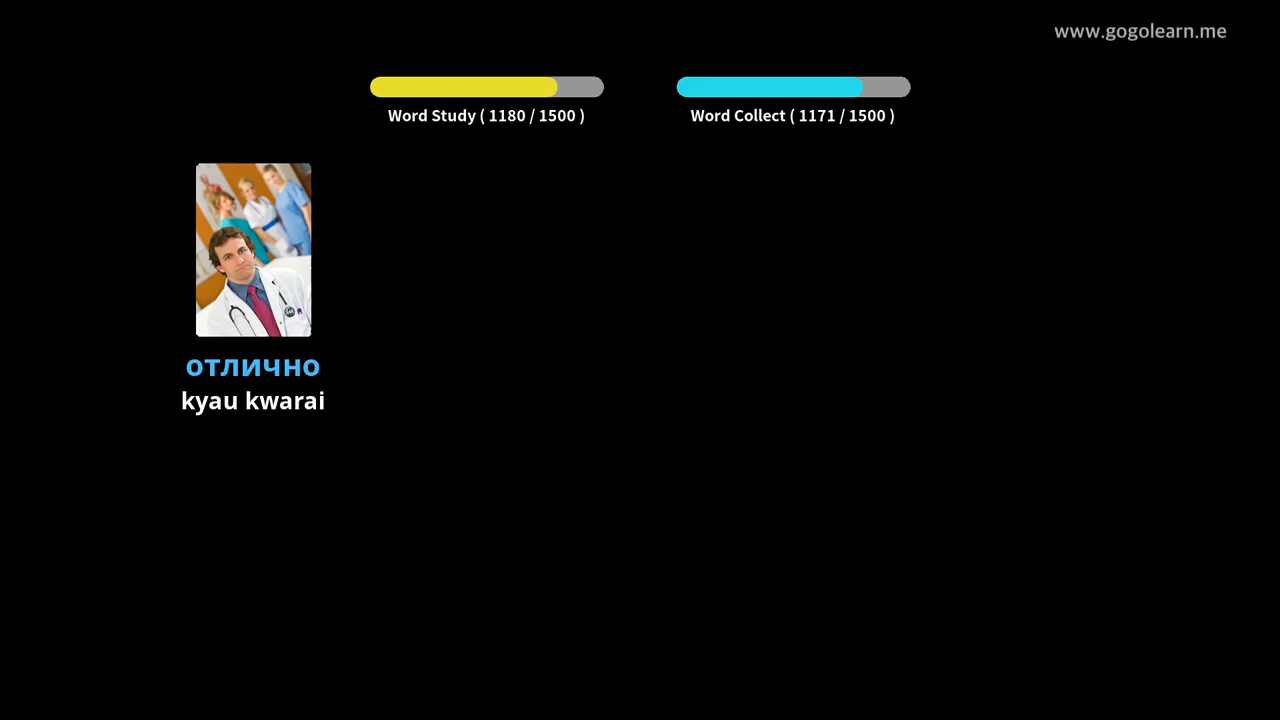 www.gogolearn.me
Word Study ( 1180 / 1500 )
Word Collect ( 1171 / 1500 )
отлично
kyau kwarai